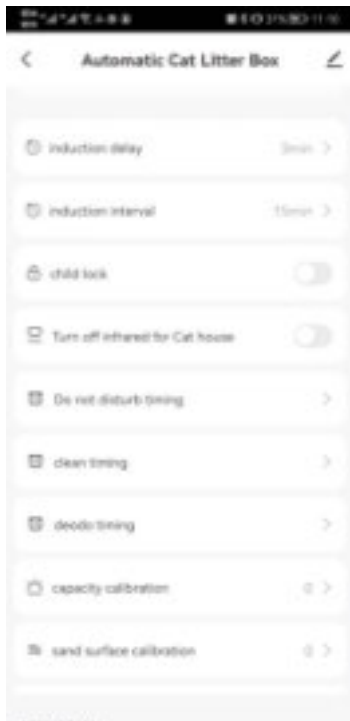 Automatic Cat Litter Box
induction delay
induction interval 15min
child lock
Turn off infrared for Cat house
Do not disturb timing
clean timing
deodo timing
capacity calibration 0
sand surface calibration 0